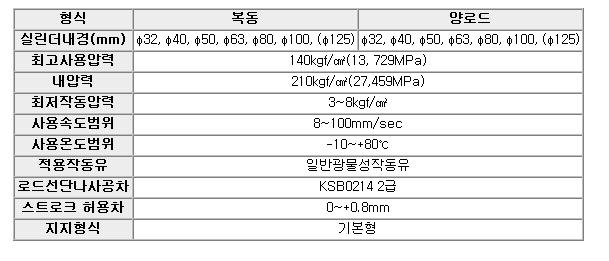 형식 복동 양로드
실린더내경(mm) φ32, φ40, φ50, φ63, φ80, φ100, (φ125) φ32, φ40, φ50, φ63, φ80, φ100, (φ125)
최고사용압력 140kgf/㎠(13, 729MPa)
내압력 210kgf/㎠(27,459MPa)
최저작동압력 3~8kgf/㎠
사용속도범위 8~100mm/sec
사용온도범위 -10~+80℃
적용작동유 일반광물성작동유
로드선단나사공차 KSB0214 2급
스트로크 허용차 0~+0.8mm
지지형식 기본형